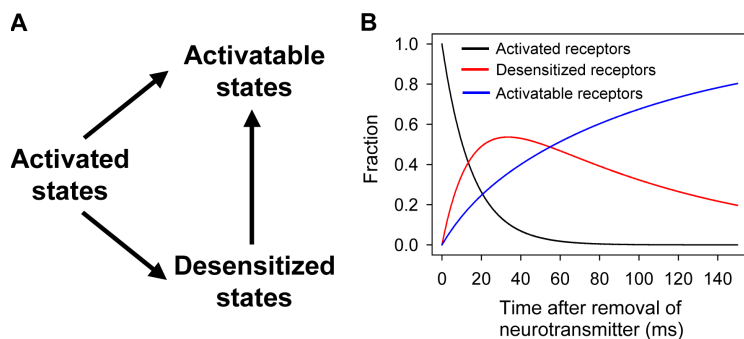 A
Activatable
states
Activated
states
Desensitized
states
B
1.0
0.8
0.6
0.4
0.2
0.0
Fraction
Activated receptors
Desensitized receptors
Activatable receptors
0 20 40 60 80 100 120 140
Time after removal of
neurotransmitter (ms)